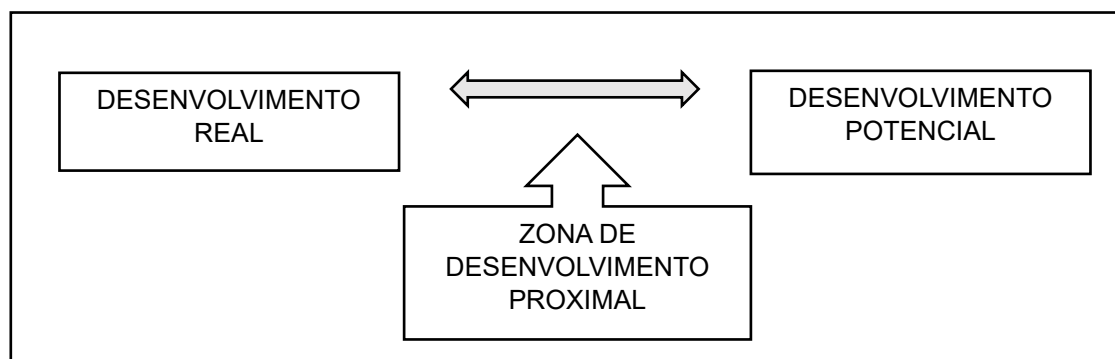 DESENVOLVIMENTO
REAL
DESENVOLVIMENTO
POTENCIAL
ZONA DE
DESENVOLVIMENTO
PROXIMAL